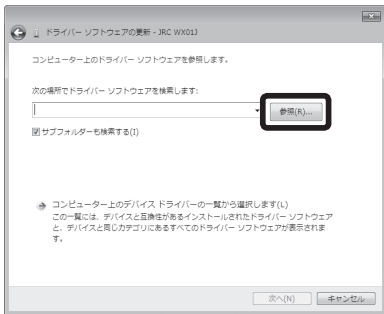 ドライバー ソフトウェアの更新 - JRC WX01J
コンピューター上のドライバー ソフトウェアを参照します。
次の場所でドライバー ソフトウェアを検索します:
参照(R)...
サブフォルダーも検索する(I)
コンピューター上のデバイス ドライバーの一覧から選択します(L)
この一覧には、デバイスと互換性があるインストールされたドライバー ソフトウェア
と、デバイスと同じカテゴリにあるすべてのドライバー ソフトウェアが表示されま
す。
次へ(N)
キャンセル